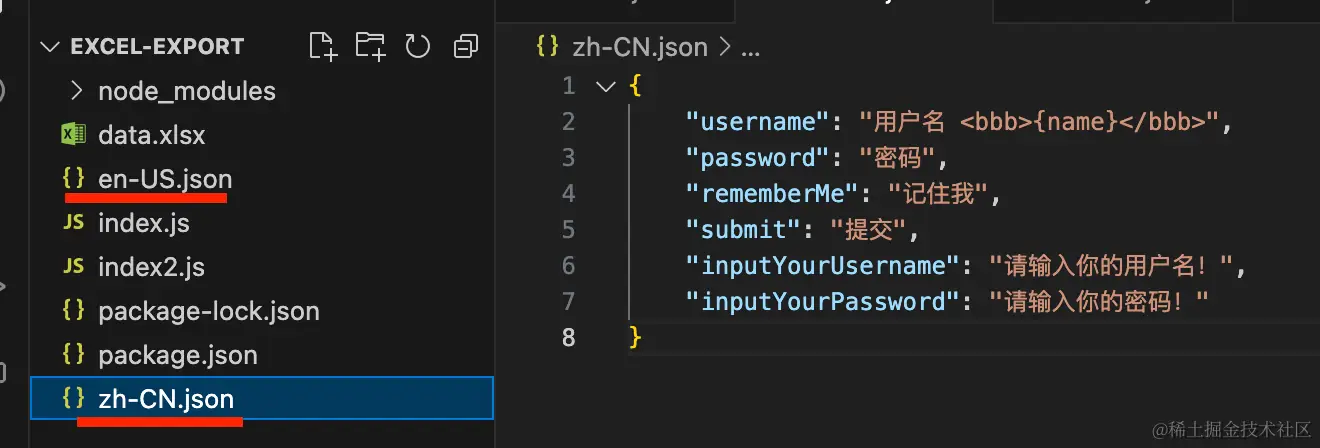 EXCEL-EXPORT
node_modules
data.xlsx
en-US.json
index.js
index2.js
package-lock.json
package.json
zh-CN.json
zh-CN.json > ...
1 {
2 "username": "用户名 <bbb>{name}</bbb>",
3 "password": "密码",
4 "rememberMe": "记住我",
5 "submit": "提交",
6 "inputYourUsername": "请输入你的用户名！",
7 "inputYourPassword": "请输入你的密码！"
8 }
@稀土掘金技术社区